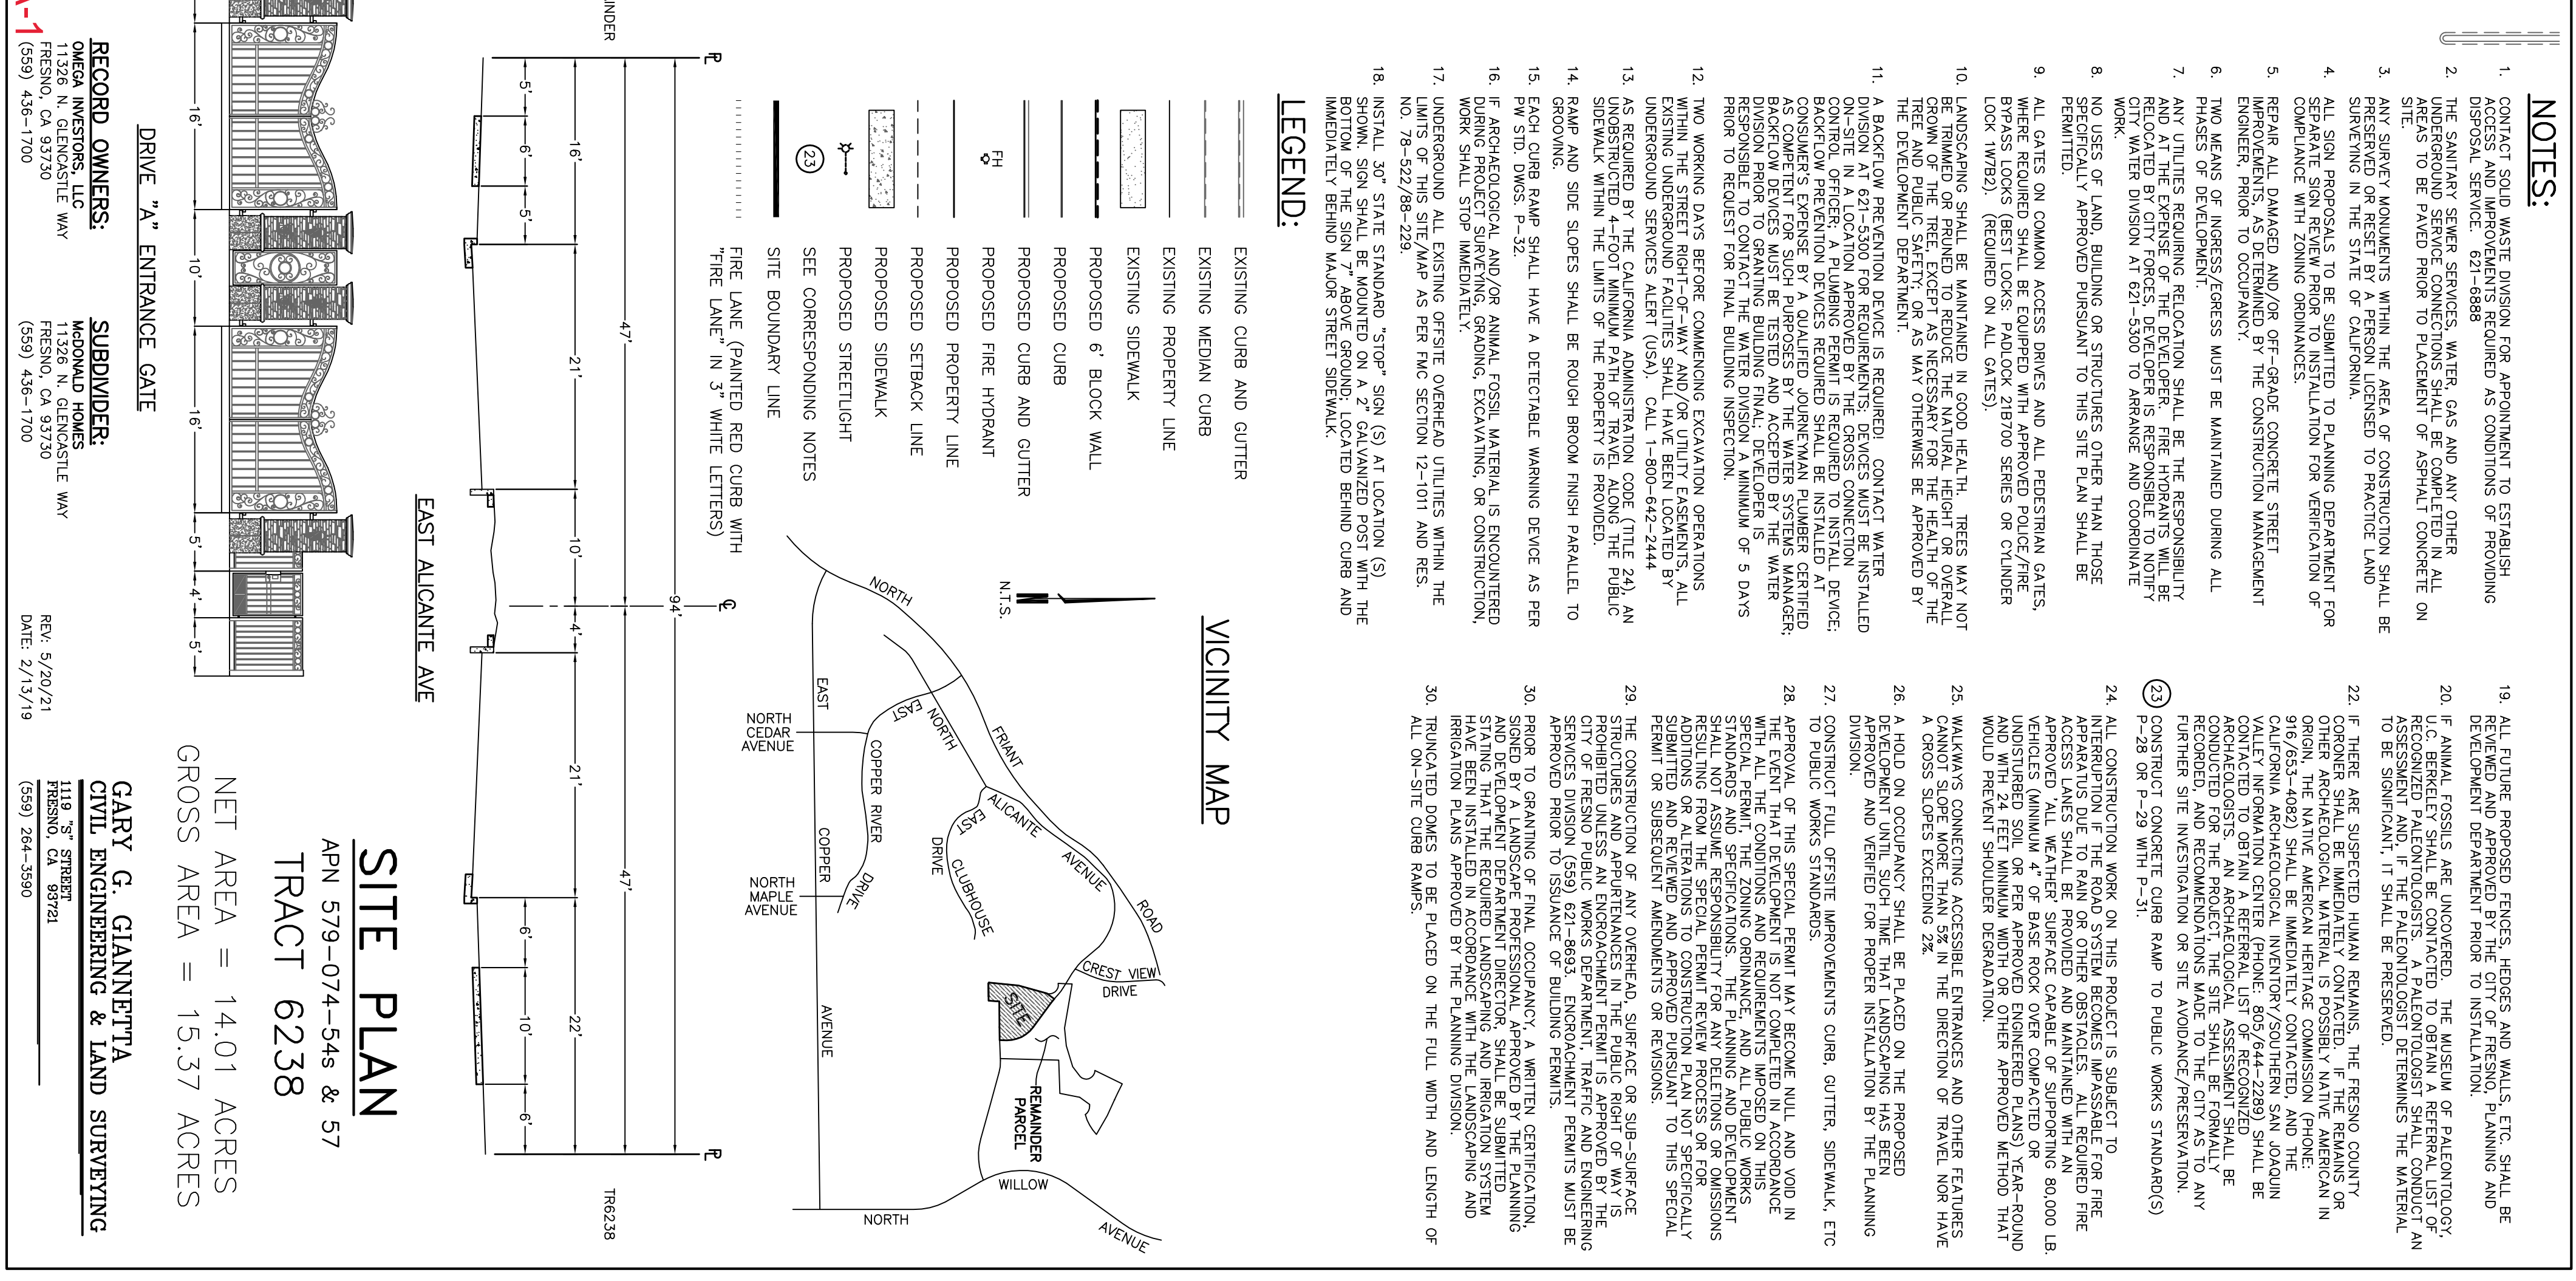 NOTES:
1. CONTACT SOLID WASTE DIVISION FOR APPOINTMENT TO ESTABLISH
ACCESS AND IMPROVEMENTS REQUIRED AS CONDITIONS OF PROVIDING
DISPOSAL SERVICE. 621-6888
2. THE SANITARY SEWER SERVICES, WATER, GAS AND ANY OTHER
UNDERGROUND SERVICE CONNECTIONS SHALL BE COMPLETED IN ALL
AREAS TO BE PAVED PRIOR TO PLACEMENT OF ASPHALT CONCRETE ON
SITE.
3. ANY SURVEY MONUMENTS WITHIN THE AREA OF CONSTRUCTION SHALL BE
PRESERVED OR RESET BY A PERSON LICENSED TO PRACTICE LAND
SURVEYING IN THE STATE OF CALIFORNIA.
4. ALL SIGN PROPOSALS TO BE SUBMITTED TO PLANNING DEPARTMENT FOR
SEPARATE SIGN REVIEW PRIOR TO INSTALLATION FOR VERIFICATION OF
COMPLIANCE WITH ZONING ORDINANCES.
5. REPAIR ALL DAMAGED AND/OR OFF-GRADE CONCRETE STREET
IMPROVEMENTS, AS DETERMINED BY THE CONSTRUCTION MANAGEMENT
ENGINEER, PRIOR TO OCCUPANCY.
6. TWO MEANS OF INGRESS/EGRESS MUST BE MAINTAINED DURING ALL
PHASES OF DEVELOPMENT.
7. ANY UTILITIES REQUIRING RELOCATION SHALL BE THE RESPONSIBILITY
AND AT THE EXPENSE OF THE DEVELOPER. FIRE HYDRANTS WILL BE
RELOCATED BY CITY FORCES, DEVELOPER IS RESPONSIBLE TO NOTIFY
CITY WATER DIVISION AT 621-5300 TO ARRANGE AND COORDINATE
WORK.
8. NO USES OF LAND, BUILDING OR STRUCTURES OTHER THAN THOSE
SPECIFICALLY APPROVED PURSUANT TO THIS SITE PLAN SHALL BE
PERMITTED.
9. ALL GATES ON COMMON ACCESS DRIVES AND ALL PEDESTRIAN GATES,
WHERE REQUIRED SHALL BE EQUIPPED WITH APPROVED POLICE/FIRE
BYPASS LOCKS (BEST LOCKS: PADLOCK 21B700 SERIES OR CYLINDER
LOCK 1W7B2). (REQUIRED ON ALL GATES).
10. LANDSCAPING SHALL BE MAINTAINED IN GOOD HEALTH. TREES MAY NOT
BE TRIMMED OR PRUNED TO REDUCE THE NATURAL HEIGHT OR OVERALL
CROWN OF THE TREE, EXCEPT AS NECESSARY FOR THE HEALTH OF THE
TREE AND PUBLIC SAFETY; OR AS MAY OTHERWISE BE APPROVED BY
THE DEVELOPMENT DEPARTMENT.
11. A BACKFLOW PREVENTION DEVICE IS REQUIRED! CONTACT WATER
DIVISION AT 621-5300 FOR REQUIREMENTS; DEVICES MUST BE INSTALLED
ON-SITE IN A LOCATION APPROVED BY THE CROSS CONNECTION
CONTROL OFFICER; A PLUMBING PERMIT IS REQUIRED TO INSTALL DEVICE;
BACKFLOW PREVENTION DEVICES REQUIRED SHALL BE INSTALLED AT
CONSUMER'S EXPENSE BY A QUALIFIED JOURNEYMAN PLUMBER CERTIFIED
AS COMPETENT FOR SUCH PURPOSES BY THE WATER SYSTEMS MANAGER;
BACKFLOW DEVICES MUST BE TESTED AND ACCEPTED BY THE WATER
DIVISION PRIOR TO GRANTING BUILDING FINAL; DEVELOPER IS
RESPONSIBLE TO CONTACT THE WATER DIVISION A MINIMUM OF 5 DAYS
PRIOR TO REQUEST FOR FINAL BUILDING INSPECTION.
12. TWO WORKING DAYS BEFORE COMMENCING EXCAVATION OPERATIONS
WITHIN THE STREET RIGHT-OF-WAY AND/OR UTILITY EASEMENTS, ALL
EXISTING UNDERGROUND FACILITIES SHALL HAVE BEEN LOCATED BY
UNDERGROUND SERVICES ALERT (USA). CALL 1-800-642-2444
13. AS REQUIRED BY THE CALIFORNIA ADMINISTRATION CODE (TITLE 24), AN
UNOBSTRUCTED 4-FOOT MINIMUM PATH OF TRAVEL ALONG THE PUBLIC
SIDEWALK WITHIN THE LIMITS OF THE PROPERTY IS PROVIDED.
14. RAMP AND SIDE SLOPES SHALL BE ROUGH BROOM FINISH PARALLEL TO
GROOVING.
15. EACH CURB RAMP SHALL HAVE A DETECTABLE WARNING DEVICE AS PER
PW STD. DWGS. P-32.
16. IF ARCHAEOLOGICAL AND/OR ANIMAL FOSSIL MATERIAL IS ENCOUNTERED
DURING PROJECT SURVEYING, GRADING, EXCAVATING, OR CONSTRUCTION,
WORK SHALL STOP IMMEDIATELY.
17. UNDERGROUND ALL EXISTING OFFSITE OVERHEAD UTILITIES WITHIN THE
LIMITS OF THIS SITE/MAP AS PER FMC SECTION 12-1011 AND RES.
NO. 78-522/88-229.
18. INSTALL 30" STATE STANDARD "STOP" SIGN (S) AT LOCATION (S)
SHOWN. SIGN SHALL BE MOUNTED ON A 2" GALVANIZED POST WITH THE
BOTTOM OF THE SIGN 7" ABOVE GROUND; LOCATED BEHIND CURB AND
IMMEDIATELY BEHIND MAJOR STREET SIDEWALK.
19. ALL FUTURE PROPOSED FENCES, HEDGES AND WALLS, ETC. SHALL BE
REVIEWED AND APPROVED BY THE CITY OF FRESNO, PLANNING AND
DEVELOPMENT DEPARTMENT PRIOR TO INSTALLATION.
20. IF ANIMAL FOSSILS ARE UNCOVERED. THE MUSEUM OF PALEONTOLOGY,
U.C. BERKELEY SHALL BE CONTACTED TO OBTAIN A REFERRAL LIST OF
RECOGNIZED PALEONTOLOGISTS. A PALEONTOLOGIST SHALL CONDUCT AN
ASSESSMENT AND, IF THE PALEONTOLOGIST DETERMINES THE MATERIAL
TO BE SIGNIFICANT, IT SHALL BE PRESERVED.
22. IF THERE ARE SUSPECTED HUMAN REMAINS, THE FRESNO COUNTY
CORONER SHALL BE IMMEDIATELY CONTACTED. IF THE REMAINS OR
OTHER ARCHAEOLOGICAL MATERIAL IS POSSIBLY NATIVE AMERICAN IN
ORIGIN, THE NATIVE AMERICAN HERITAGE COMMISSION (PHONE:
916/653-4082) SHALL BE IMMEDIATELY CONTACTED, AND THE
CALIFORNIA ARCHAEOLOGICAL INVENTORY/SOUTHERN SAN JOAQUIN
VALLEY INFORMATION CENTER (PHONE: 805/644-2289) SHALL BE
CONTACTED TO OBTAIN A REFERRAL LIST OF RECOGNIZED
ARCHAEOLOGISTS. AN ARCHAEOLOGICAL ASSESSMENT SHALL BE
CONDUCTED FOR THE PROJECT, THE SITE SHALL BE FORMALLY
RECORDED, AND RECOMMENDATIONS MADE TO THE CITY AS TO ANY
FURTHER SITE INVESTIGATION OR SITE AVOIDANCE/PRESERVATION.
23 CONSTRUCT CONCRETE CURB RAMP TO PUBLIC WORKS STANDARD(S)
P-28 OR P-29 WITH P-31.
24. ALL CONSTRUCTION WORK ON THIS PROJECT IS SUBJECT TO
INTERRUPTION IF THE ROAD SYSTEM BECOMES IMPASSABLE FOR FIRE
APPARATUS DUE TO RAIN OR OTHER OBSTACLES. ALL REQUIRED FIRE
ACCESS LANES SHALL BE PROVIDED AND MAINTAINED WITH AN
APPROVED 'ALL WEATHER' SURFACE CAPABLE OF SUPPORTING 80,000 LB.
VEHICLES (MINIMUM 4" OF BASE ROCK OVER COMPACTED OR
UNDISTURBED SOIL OR PER APPROVED ENGINEERED PLANS) YEAR-ROUND
AND WITH 24 FEET MINIMUM WIDTH OR OTHER APPROVED METHOD THAT
WOULD PREVENT SHOULDER DEGRADATION.
25. WALKWAYS CONNECTING ACCESSIBLE ENTRANCES AND OTHER FEATURES
CANNOT SLOPE MORE THAN 5% IN THE DIRECTION OF TRAVEL NOR HAVE
A CROSS SLOPES EXCEEDING 2%.
26. A HOLD ON OCCUPANCY SHALL BE PLACED ON THE PROPOSED
DEVELOPMENT UNTIL SUCH TIME THAT LANDSCAPING HAS BEEN
APPROVED AND VERIFIED FOR PROPER INSTALLATION BY THE PLANNING
DIVISION.
27. CONSTRUCT FULL OFFSITE IMPROVEMENTS CURB, GUTTER, SIDEWALK, ETC
TO PUBLIC WORKS STANDARDS.
28. APPROVAL OF THIS SPECIAL PERMIT MAY BECOME NULL AND VOID IN
THE EVENT THAT DEVELOPMENT IS NOT COMPLETED IN ACCORDANCE
WITH ALL THE CONDITIONS AND REQUIREMENTS IMPOSED ON THIS
SPECIAL PERMIT, THE ZONING ORDINANCE, AND ALL PUBLIC WORKS
STANDARDS AND SPECIFICATIONS. THE PLANNING AND DEVELOPMENT
SHALL NOT ASSUME RESPONSIBILITY FOR ANY DELETIONS OR OMISSIONS
RESULTING FROM THE SPECIAL PERMIT REVIEW PROCESS OR FOR
ADDITIONS OR ALTERATIONS TO CONSTRUCTION PLAN NOT SPECIFICALLY
SUBMITTED AND REVIEWED AND APPROVED PURSUANT TO THIS SPECIAL
PERMIT OR SUBSEQUENT AMENDMENTS OR REVISIONS.
29. THE CONSTRUCTION OF ANY OVERHEAD, SURFACE OR SUB-SURFACE
STRUCTURES AND APPURTENANCES IN THE PUBLIC RIGHT OF WAY IS
PROHIBITED UNLESS AN ENCROACHMENT PERMIT IS APPROVED BY THE
CITY OF FRESNO PUBLIC WORKS DEPARTMENT, TRAFFIC AND ENGINEERING
SERVICES DIVISION (559) 621-8693. ENCROACHMENT PERMITS MUST BE
APPROVED PRIOR TO ISSUANCE OF BUILDING PERMITS.
30. PRIOR TO GRANTING OF FINAL OCCUPANCY, A WRITTEN CERTIFICATION,
SIGNED BY A LANDSCAPE PROFESSIONAL APPROVED BY THE PLANNING
AND DEVELOPMENT DEPARTMENT DIRECTOR, SHALL BE SUBMITTED
STATING THAT THE REQUIRED LANDSCAPING AND IRRIGATION SYSTEM
HAVE BEEN INSTALLED IN ACCORDANCE WITH THE LANDSCAPING AND
IRRIGATION PLANS APPROVED BY THE PLANNING DIVISION.
30. TRUNCATED DOMES TO BE PLACED ON THE FULL WIDTH AND LENGTH OF
ALL ON-SITE CURB RAMPS.
LEGEND:
EXISTING CURB AND GUTTER
EXISTING MEDIAN CURB
EXISTING PROPERTY LINE
EXISTING SIDEWALK
PROPOSED 6' BLOCK WALL
PROPOSED CURB
PROPOSED CURB AND GUTTER
FH PROPOSED FIRE HYDRANT
PROPOSED PROPERTY LINE
PROPOSED SETBACK LINE
PROPOSED SIDEWALK
PROPOSED STREETLIGHT
23 SEE CORRESPONDING NOTES
SITE BOUNDARY LINE
FIRE LANE (PAINTED RED CURB WITH
"FIRE LANE" IN 3" WHITE LETTERS)
VICINITY MAP
N.T.S.
NORTH
FRIANT
ROAD
NORTH
ALICANTE
AVENUE
CREST VIEW
DRIVE
EAST
COPPER RIVER
DRIVE
EAST
CLUBHOUSE
DRIVE
SITE
REMAINDER
PARCEL
EAST
COPPER
AVENUE
NORTH
CEDAR
AVENUE
NORTH
MAPLE
AVENUE
NORTH
WILLOW
AVENUE
INDER
TR6238
PL
CL
PL
94'
47'
47'
16'
21'
10'
4'
21'
22'
5'
6'
5'
6'
10'
6'
EAST ALICANTE AVE
DRIVE "A" ENTRANCE GATE
16'
10'
16'
5'
4'
5'
SITE PLAN
APN 579-074-54s & 57
TRACT 6238
NET AREA = 14.01 ACRES
GROSS AREA = 15.37 ACRES
RECORD OWNERS:
OMEGA INVESTORS, LLC
11326 N. GLENCASTLE WAY
FRESNO, CA 93730
(559) 436-1700
SUBDIVIDER:
McDONALD HOMES
11326 N. GLENCASTLE WAY
FRESNO, CA 93730
(559) 436-1700
REV: 5/20/21
DATE: 2/13/19
GARY G. GIANNETTA
CIVIL ENGINEERING & LAND SURVEYING
1119 "S" STREET
FRESNO, CA 93721
(559) 264-3590
A-1